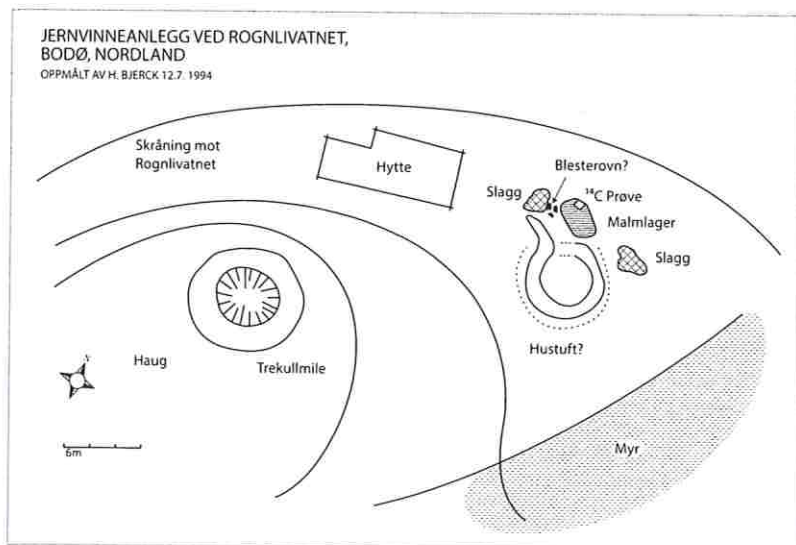 JERNVINNEANLEGG VED ROGNLIVATNET,
BODØ, NORDLAND
OPPMÅLT AV H. BJERCK 12.7. 1994
Skråning mot
Rognlivatnet
Hytte
Blesterovn?
Slagg
¹⁴C Prøve
Malmlager
Slagg
Hustuft?
Haug
Trekullmile
N
6m
Myr